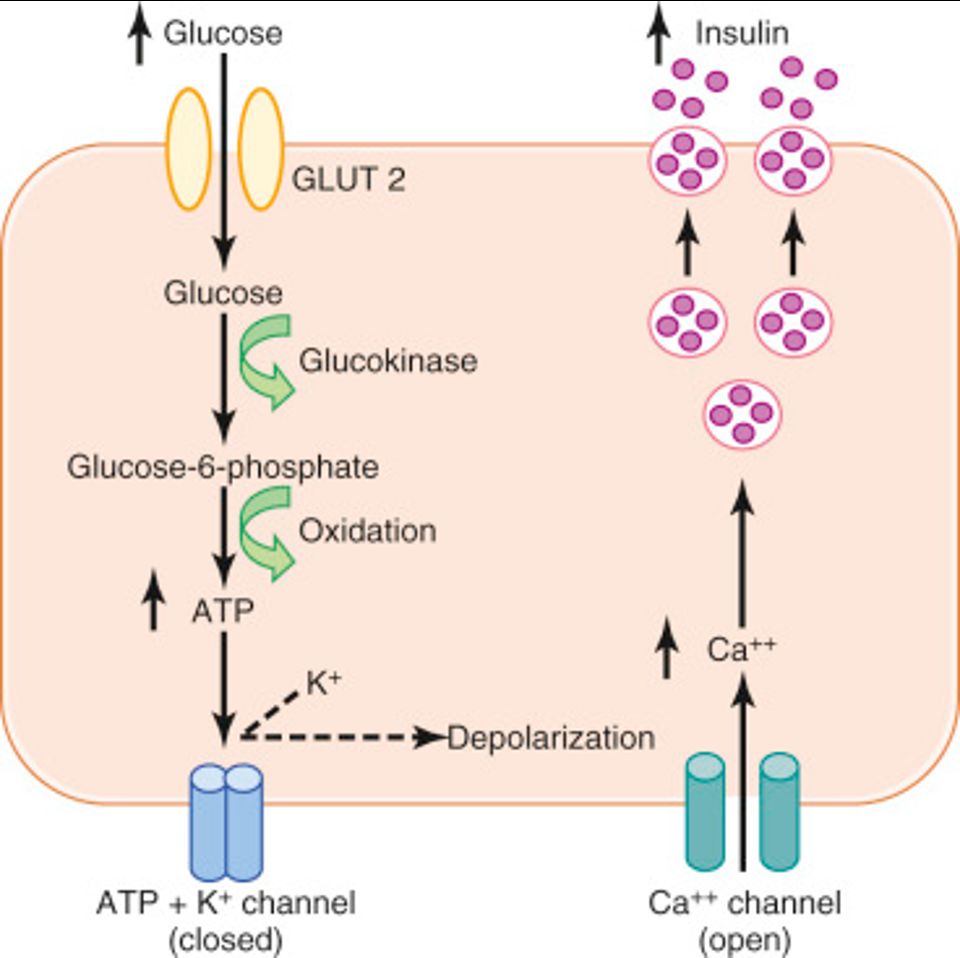 Glucose
Insulin
GLUT 2
Glucose
Glucokinase
Glucose-6-phosphate
Oxidation
ATP
Ca⁺⁺
K⁺
Depolarization
ATP + K⁺ channel
(closed)
Ca⁺⁺ channel
(open)